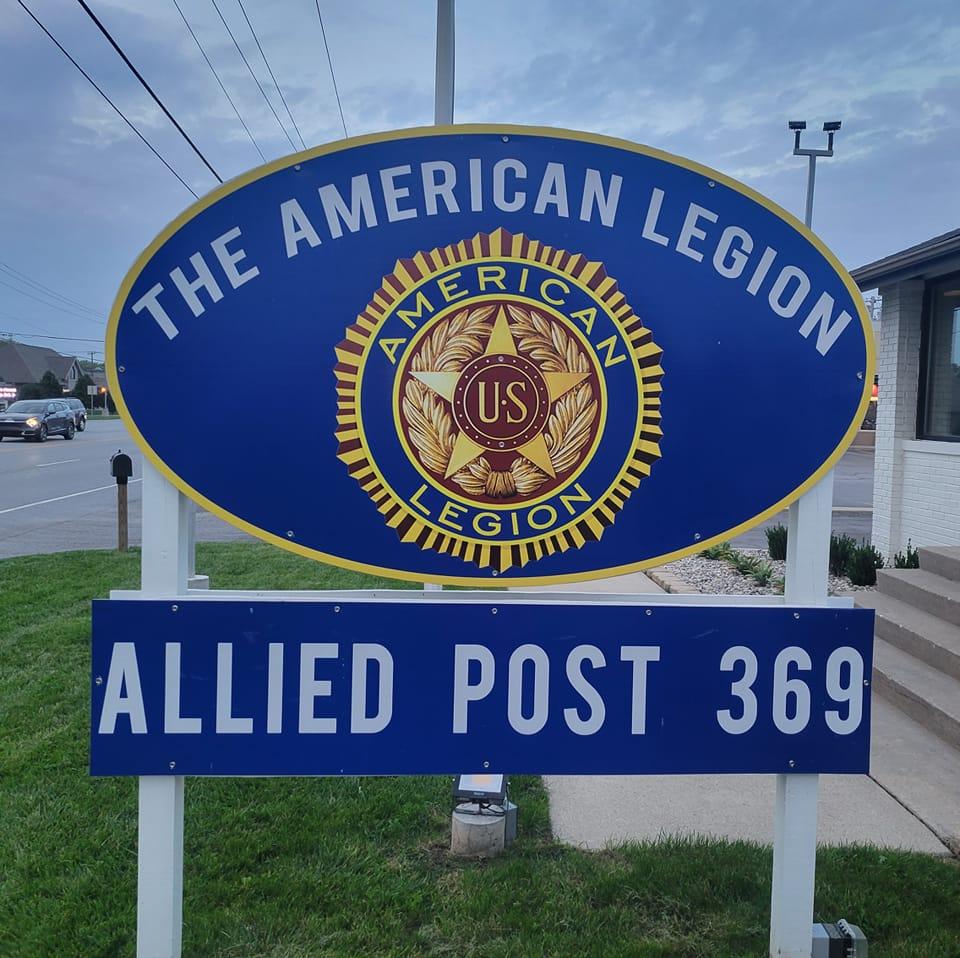 THE AMERICAN LEGION
AMERICAN
U·S
LEGION
ALLIED POST 369